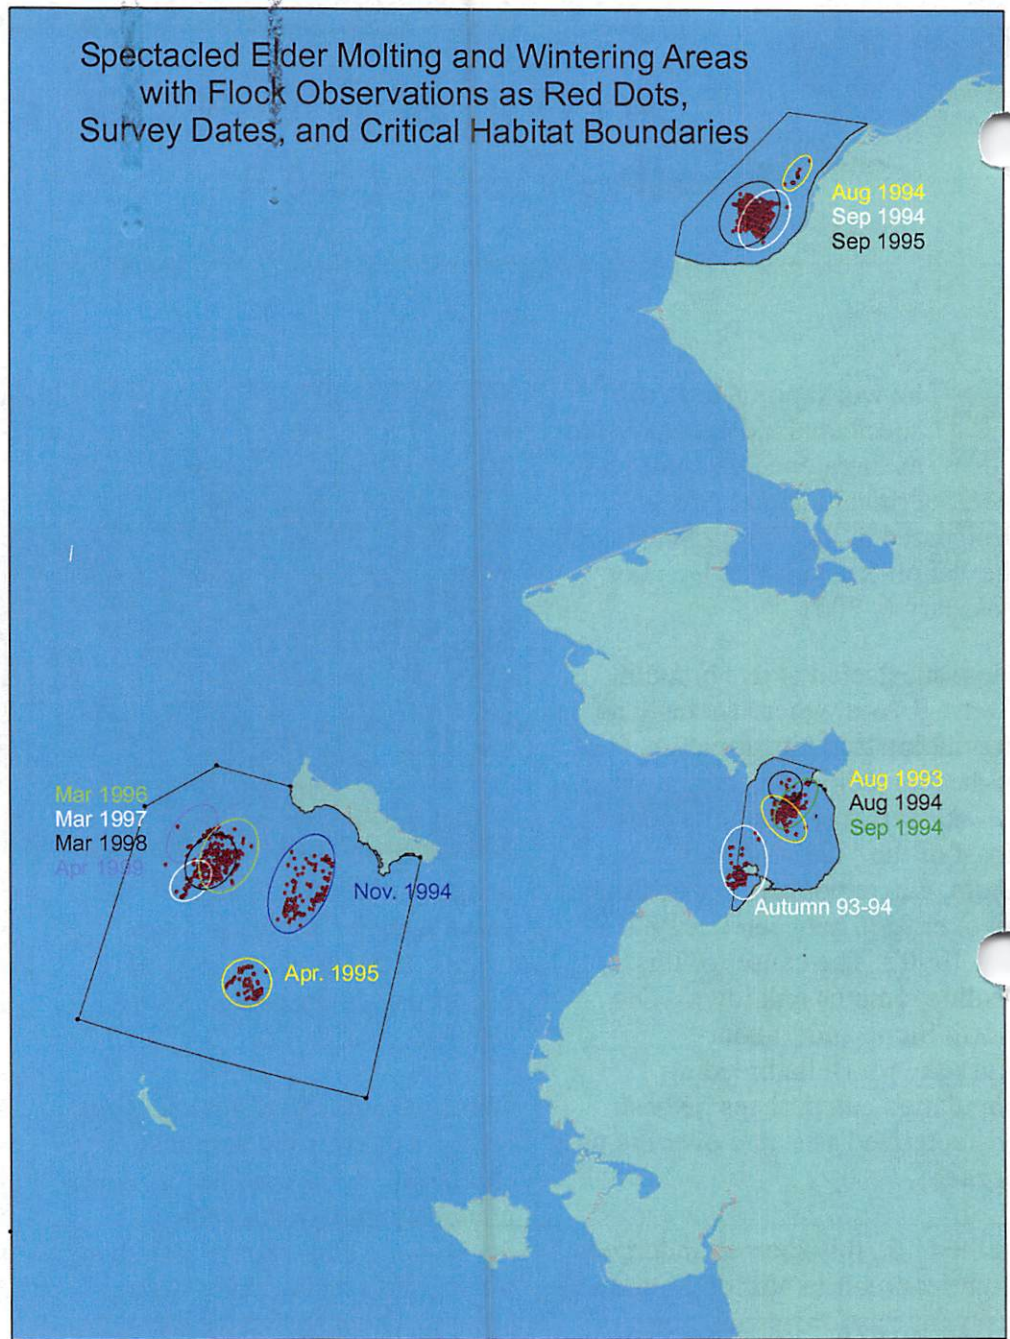 Spectacled Eider Molting and Wintering Areas
with Flock Observations as Red Dots,
Survey Dates, and Critical Habitat Boundaries
Aug 1994
Sep 1994
Sep 1995
Mar 1996
Mar 1997
Mar 1998
Apr 1999
Nov. 1994
Apr. 1995
Aug 1993
Aug 1994
Sep 1994
Autumn 93-94